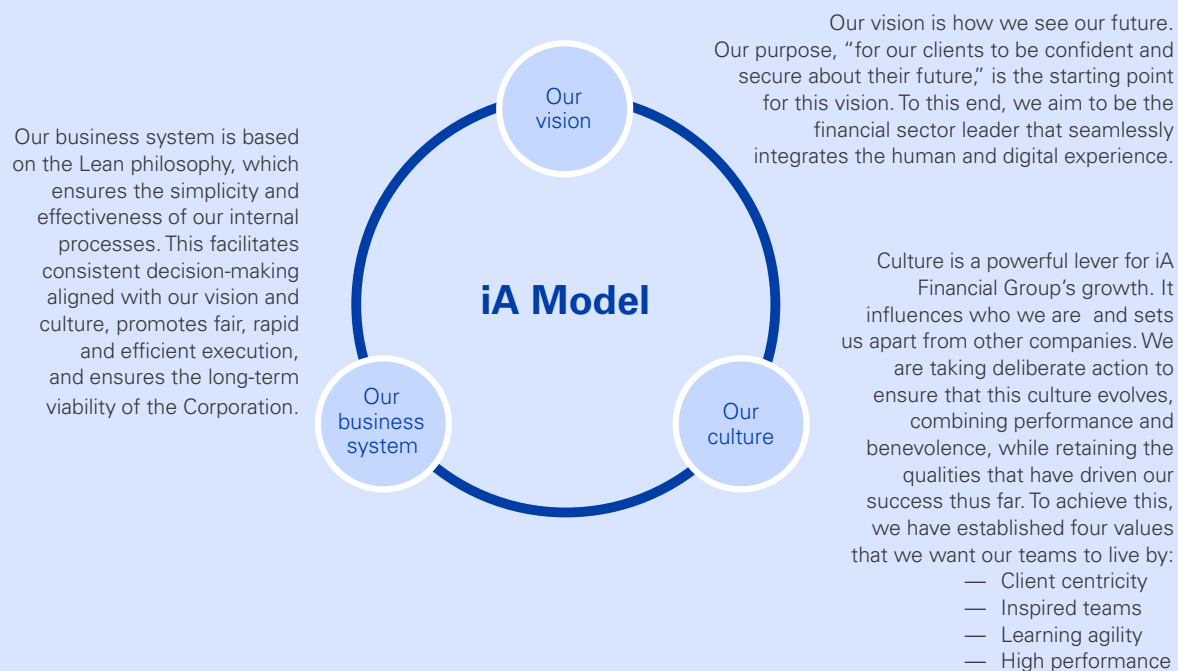 Our vision is how we see our future.
Our purpose, “for our clients to be confident and
secure about their future,” is the starting point
for this vision. To this end, we aim to be the
financial sector leader that seamlessly
integrates the human and digital experience.
Our
vision
Our business system is based
on the Lean philosophy, which
ensures the simplicity and
effectiveness of our internal
processes. This facilitates
consistent decision-making
aligned with our vision and
culture, promotes fair, rapid
and efficient execution,
and ensures the long-term
viability of the Corporation.
iA Model
Our
business
system
Our
culture
Culture is a powerful lever for iA
Financial Group’s growth. It
influences who we are and sets
us apart from other companies. We
are taking deliberate action to
ensure that this culture evolves,
combining performance and
benevolence, while retaining the
qualities that have driven our
success thus far. To achieve this,
we have established four values
that we want our teams to live by:
— Client centricity
— Inspired teams
— Learning agility
— High performance